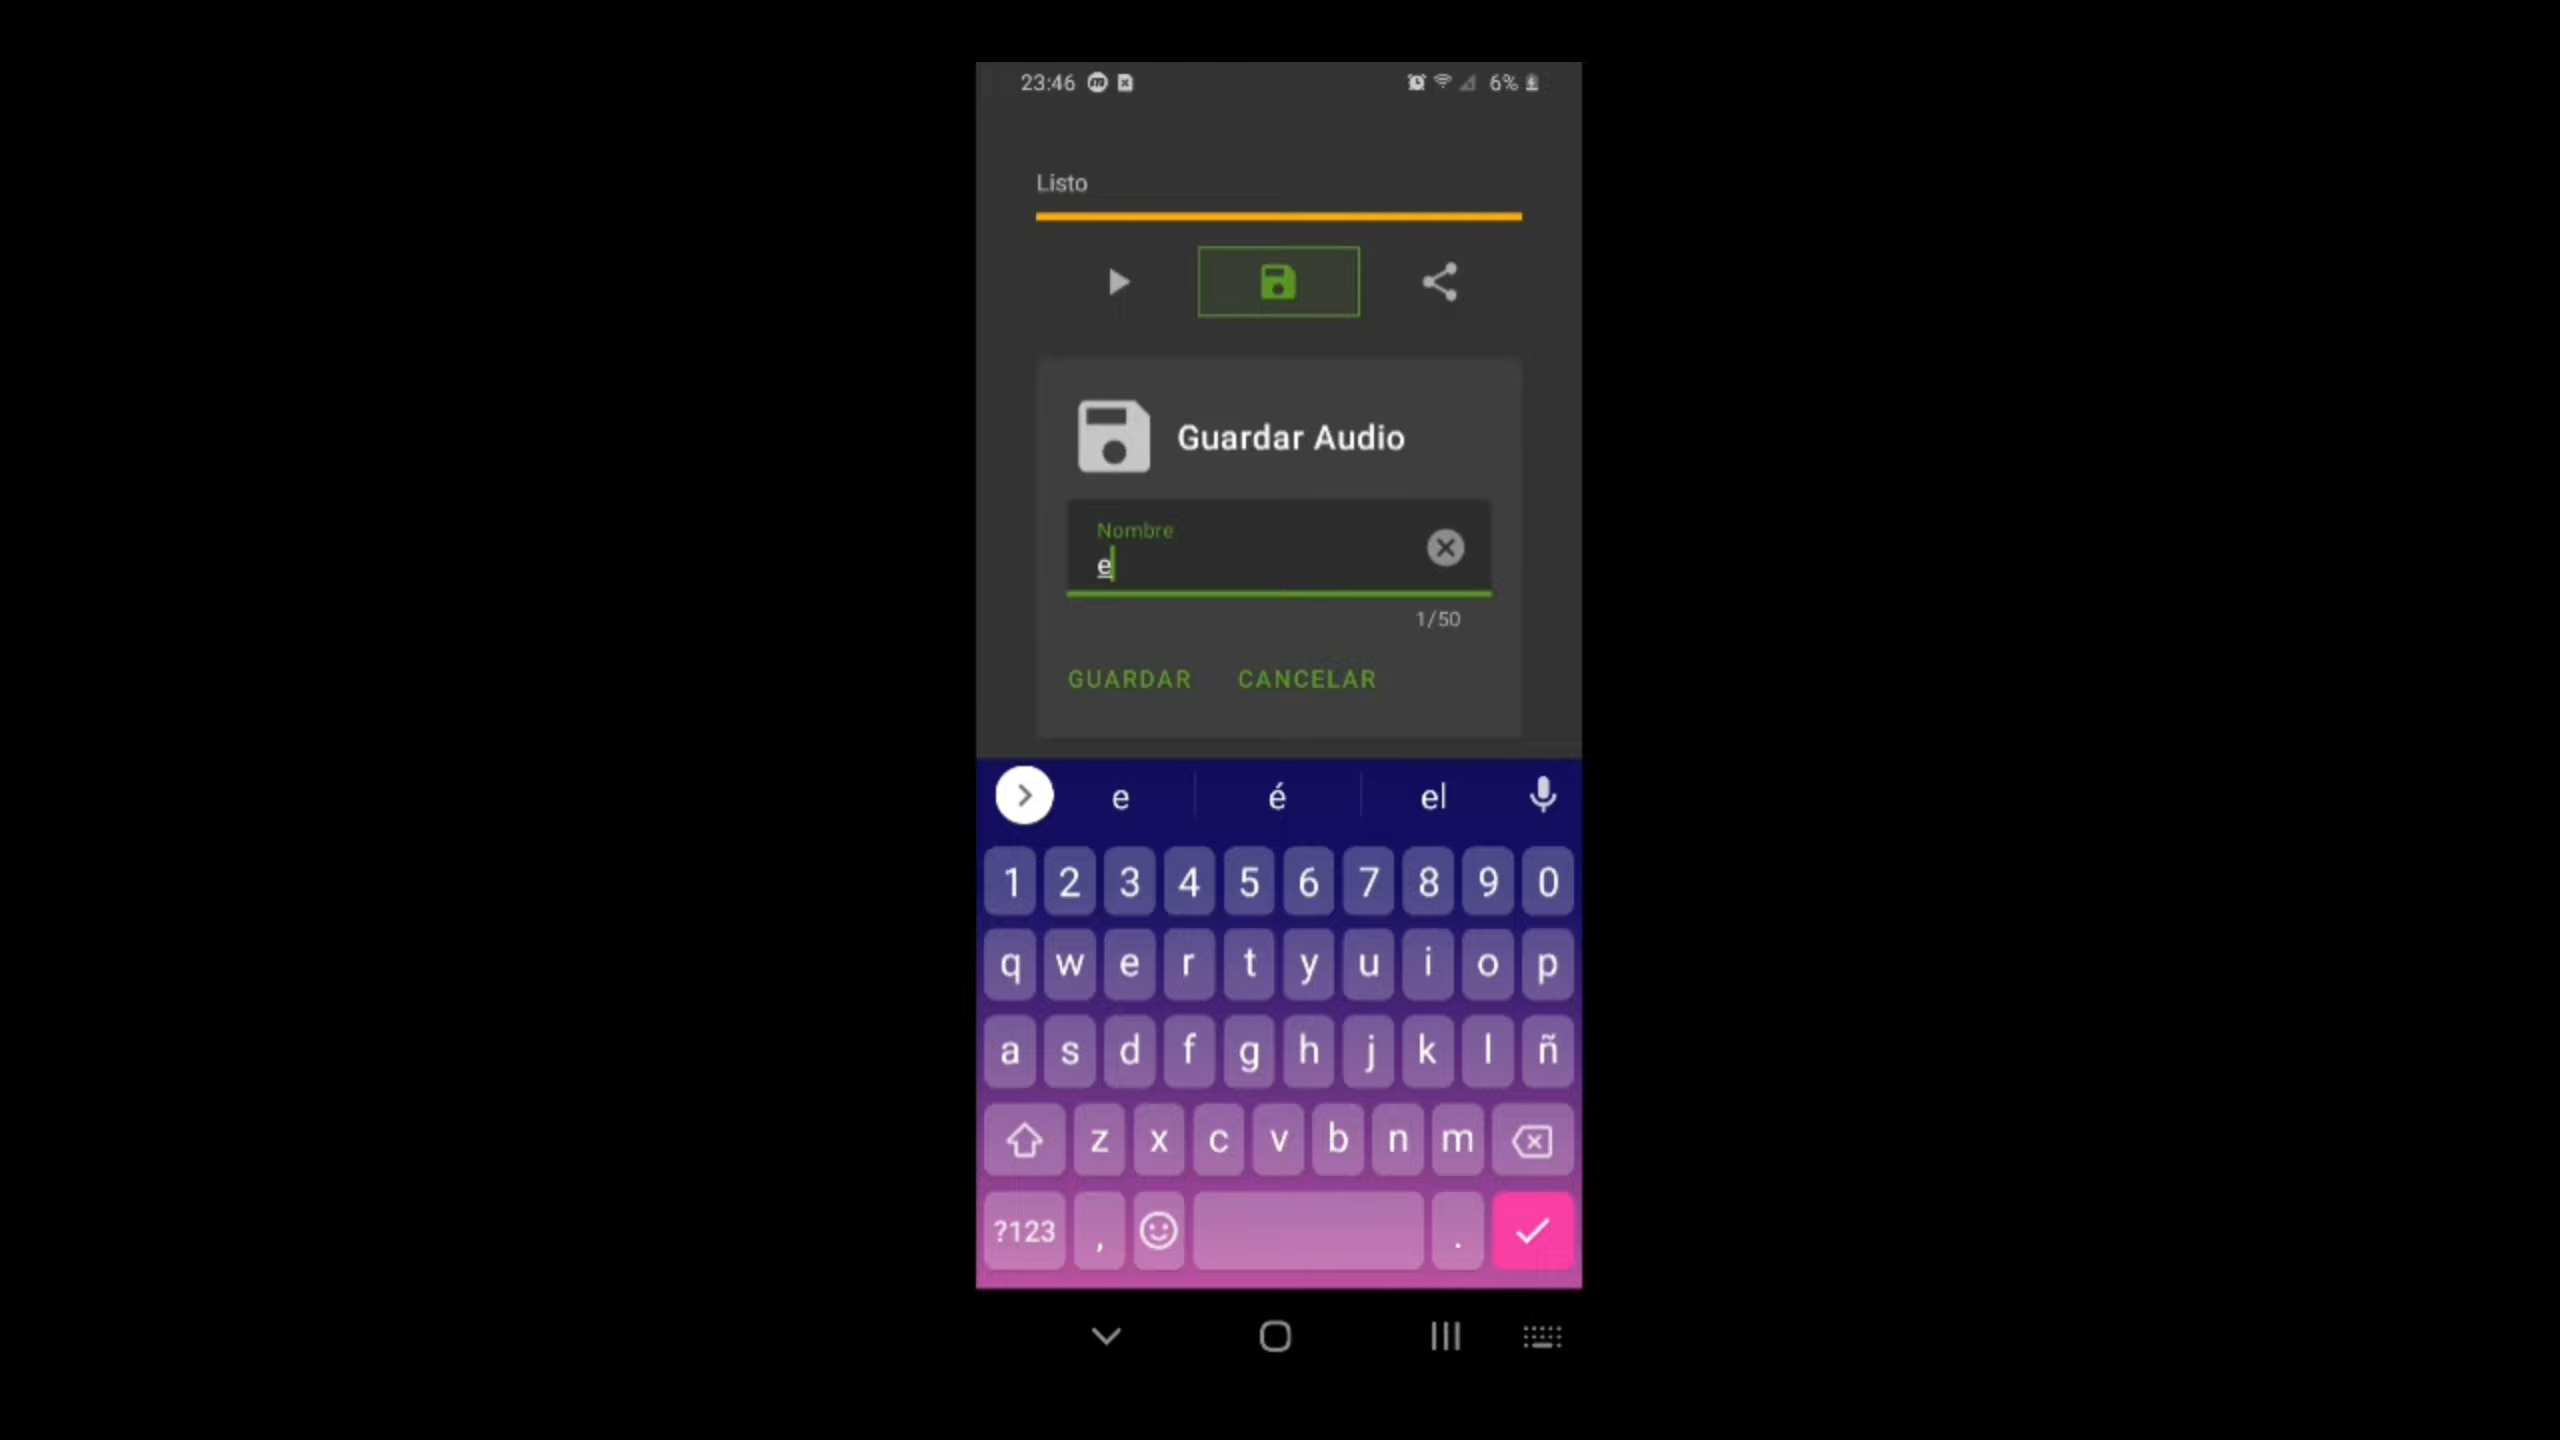 23:46 6%
Listo
Guardar Audio
Nombre
e
1/50
GUARDAR CANCELAR
e é el
1 2 3 4 5 6 7 8 9 0
q w e r t y u i o p
a s d f g h j k l ñ
z x c v b n m
?123 , .